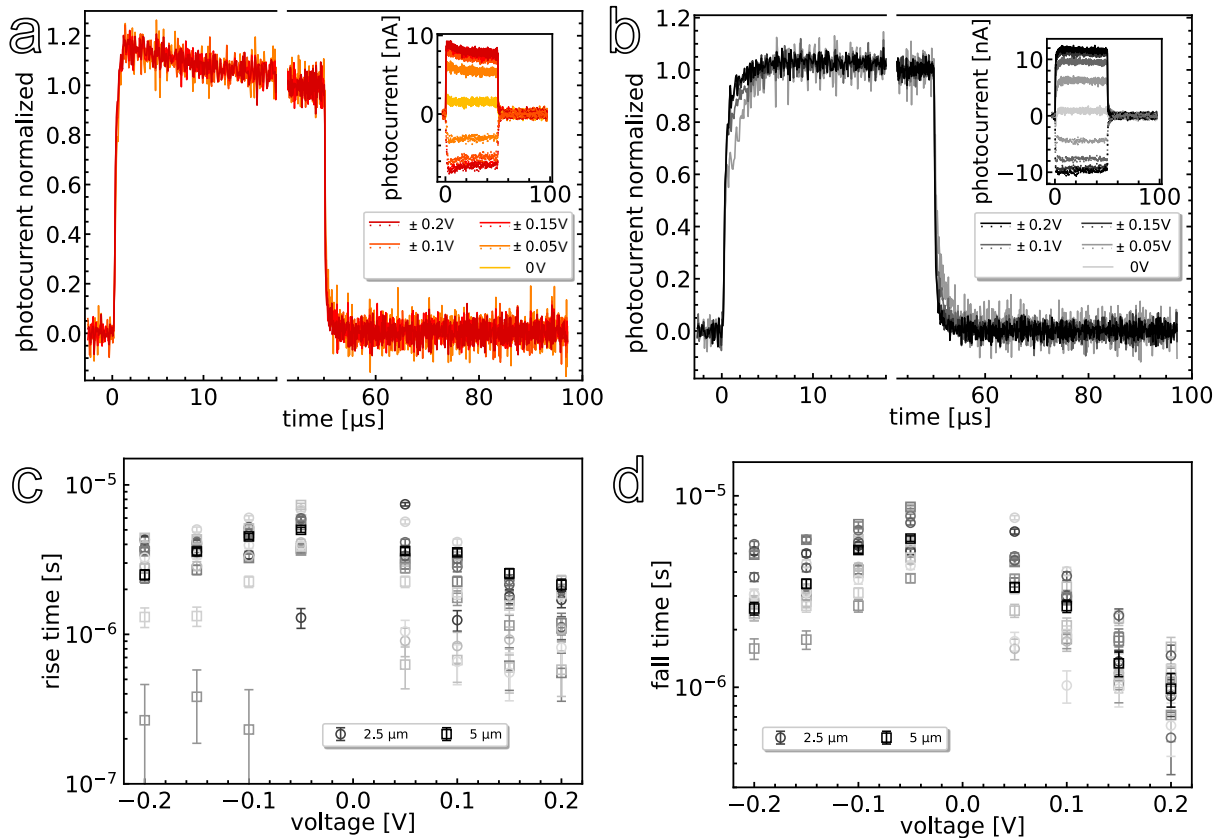 a
photocurrent normalized
1.2
1.0
0.8
0.6
0.4
0.2
0.0
0 10 60 80 100
time [µs]
photocurrent [nA]
10
0
0 100
± 0.2V ± 0.15V
± 0.1V ± 0.05V
0V
b
photocurrent normalized
1.2
1.0
0.8
0.6
0.4
0.2
0.0
0 10 60 80 100
time [µs]
photocurrent [nA]
10
0
−10
0 100
± 0.2V ± 0.15V
± 0.1V ± 0.05V
0V
c
rise time [s]
10⁻⁵
10⁻⁶
10⁻⁷
2.5 µm 5 µm
−0.2 −0.1 0.0 0.1 0.2
voltage [V]
d
fall time [s]
10⁻⁵
10⁻⁶
2.5 µm 5 µm
−0.2 −0.1 0.0 0.1 0.2
voltage [V]